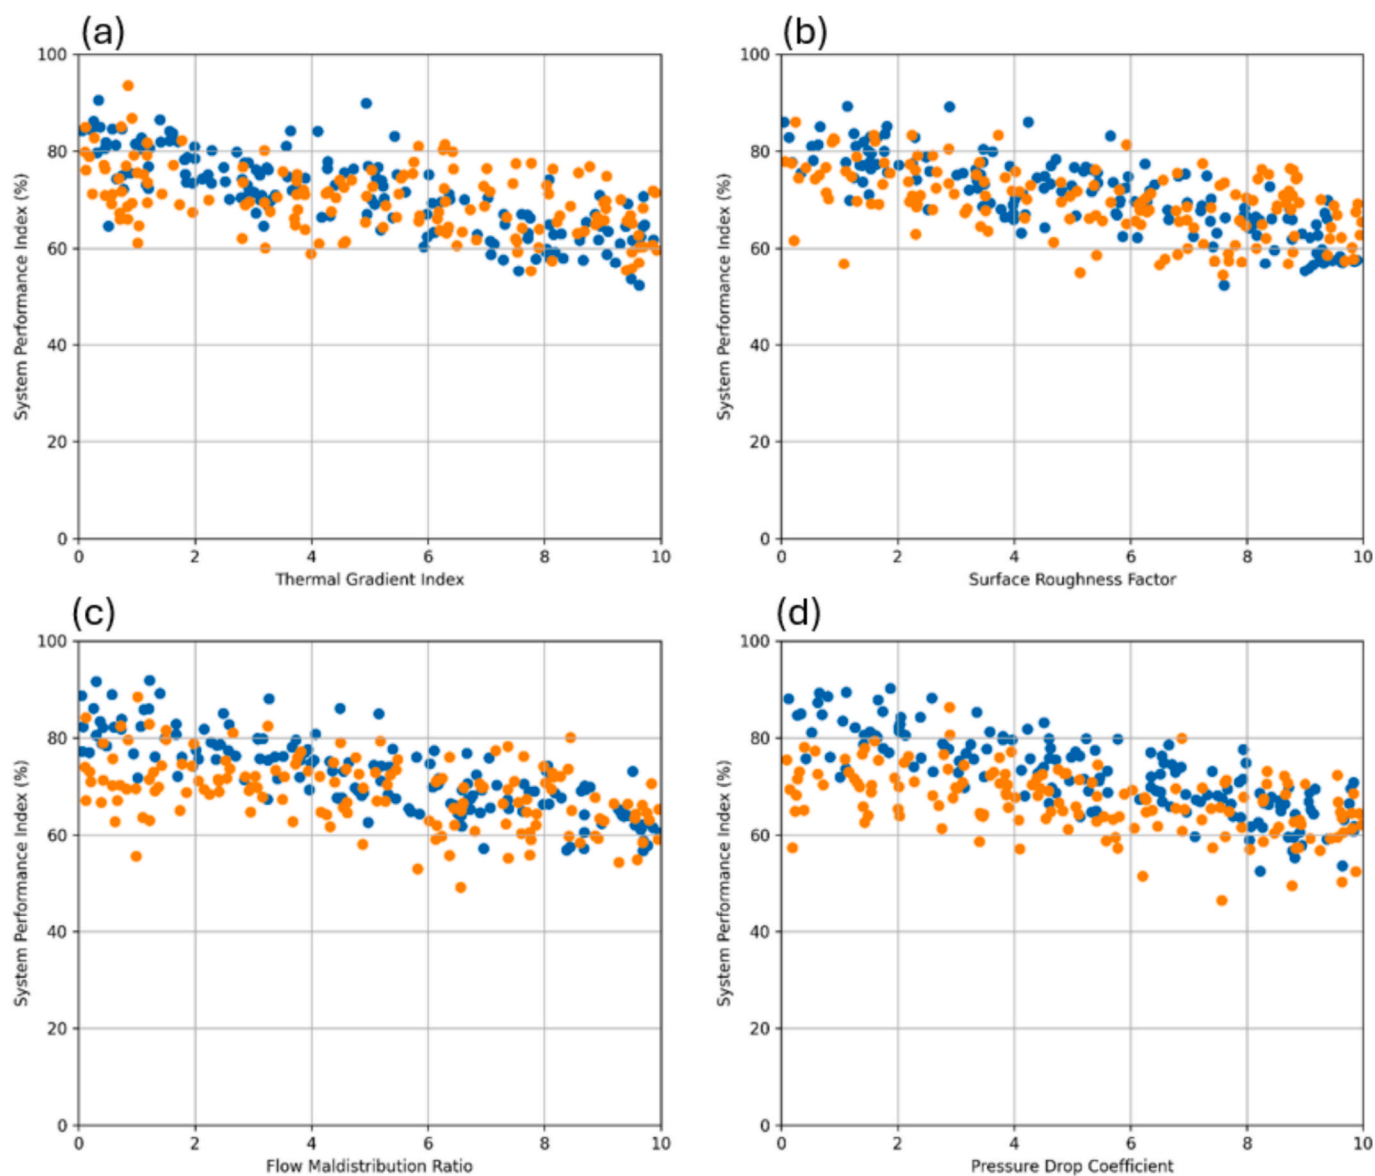 (a)
(b)
100
80
60
40
20
0
System Performance Index (%)
0 2 4 6 8 10
Thermal Gradient Index
100
80
60
40
20
0
System Performance Index (%)
0 2 4 6 8 10
Surface Roughness Factor
(c)
(d)
100
80
60
40
20
0
System Performance Index (%)
0 2 4 6 8 10
Flow Maldistribution Ratio
100
80
60
40
20
0
System Performance Index (%)
0 2 4 6 8 10
Pressure Drop Coefficient